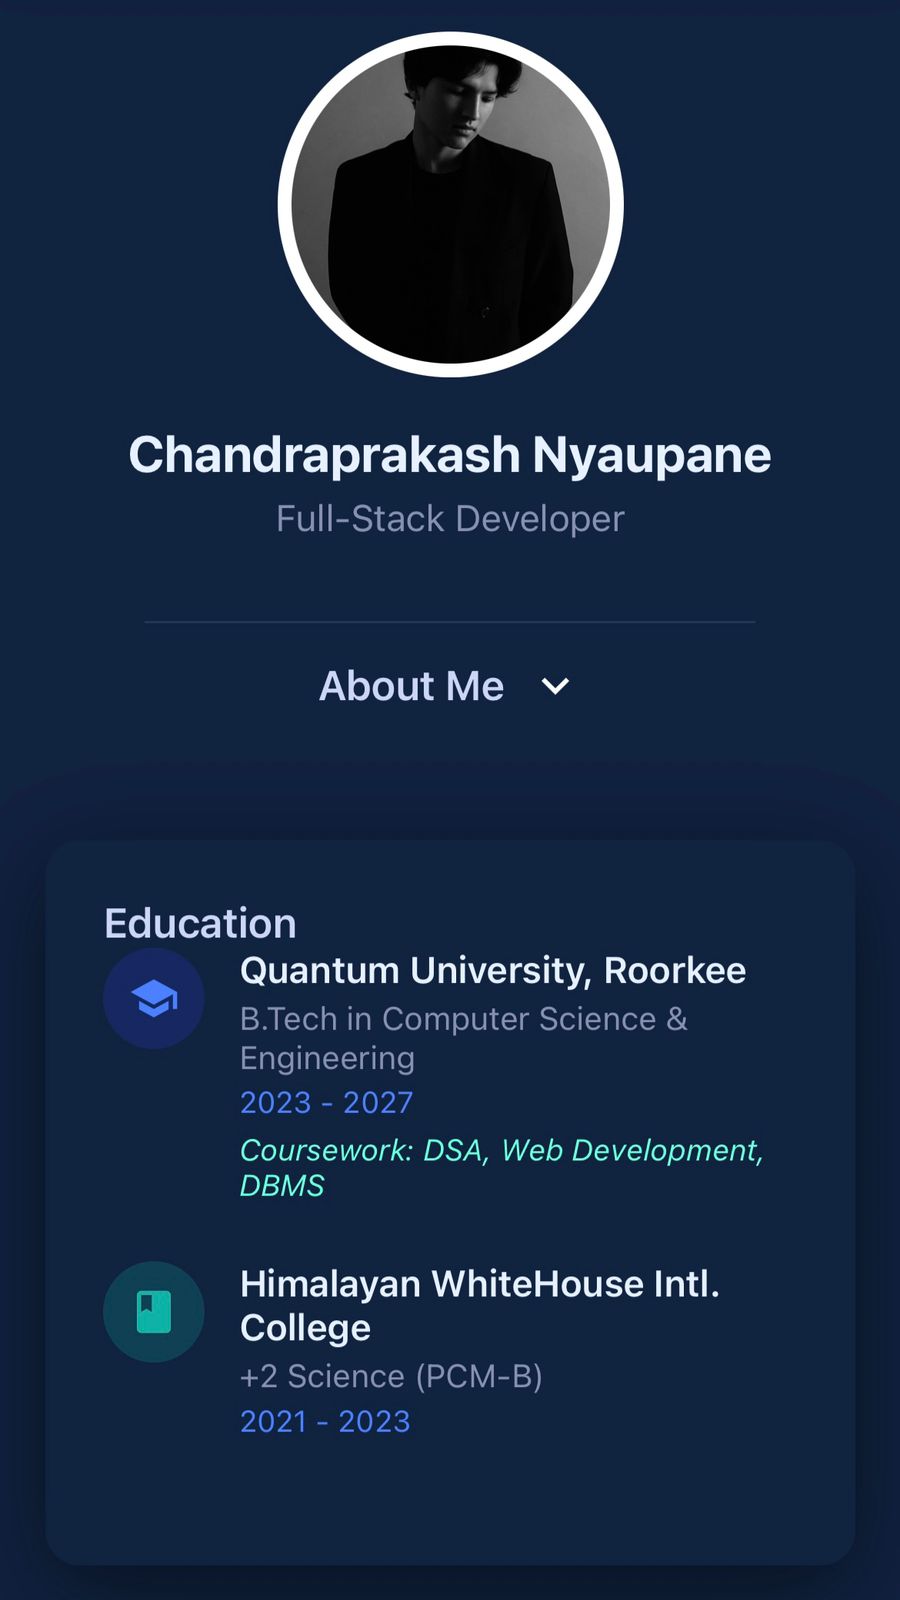 Chandraprakash Nyaupane
Full-Stack Developer
About Me
Education
Quantum University, Roorkee
B.Tech in Computer Science &
Engineering
2023 - 2027
Coursework: DSA, Web Development,
DBMS
Himalayan WhiteHouse Intl.
College
+2 Science (PCM-B)
2021 - 2023